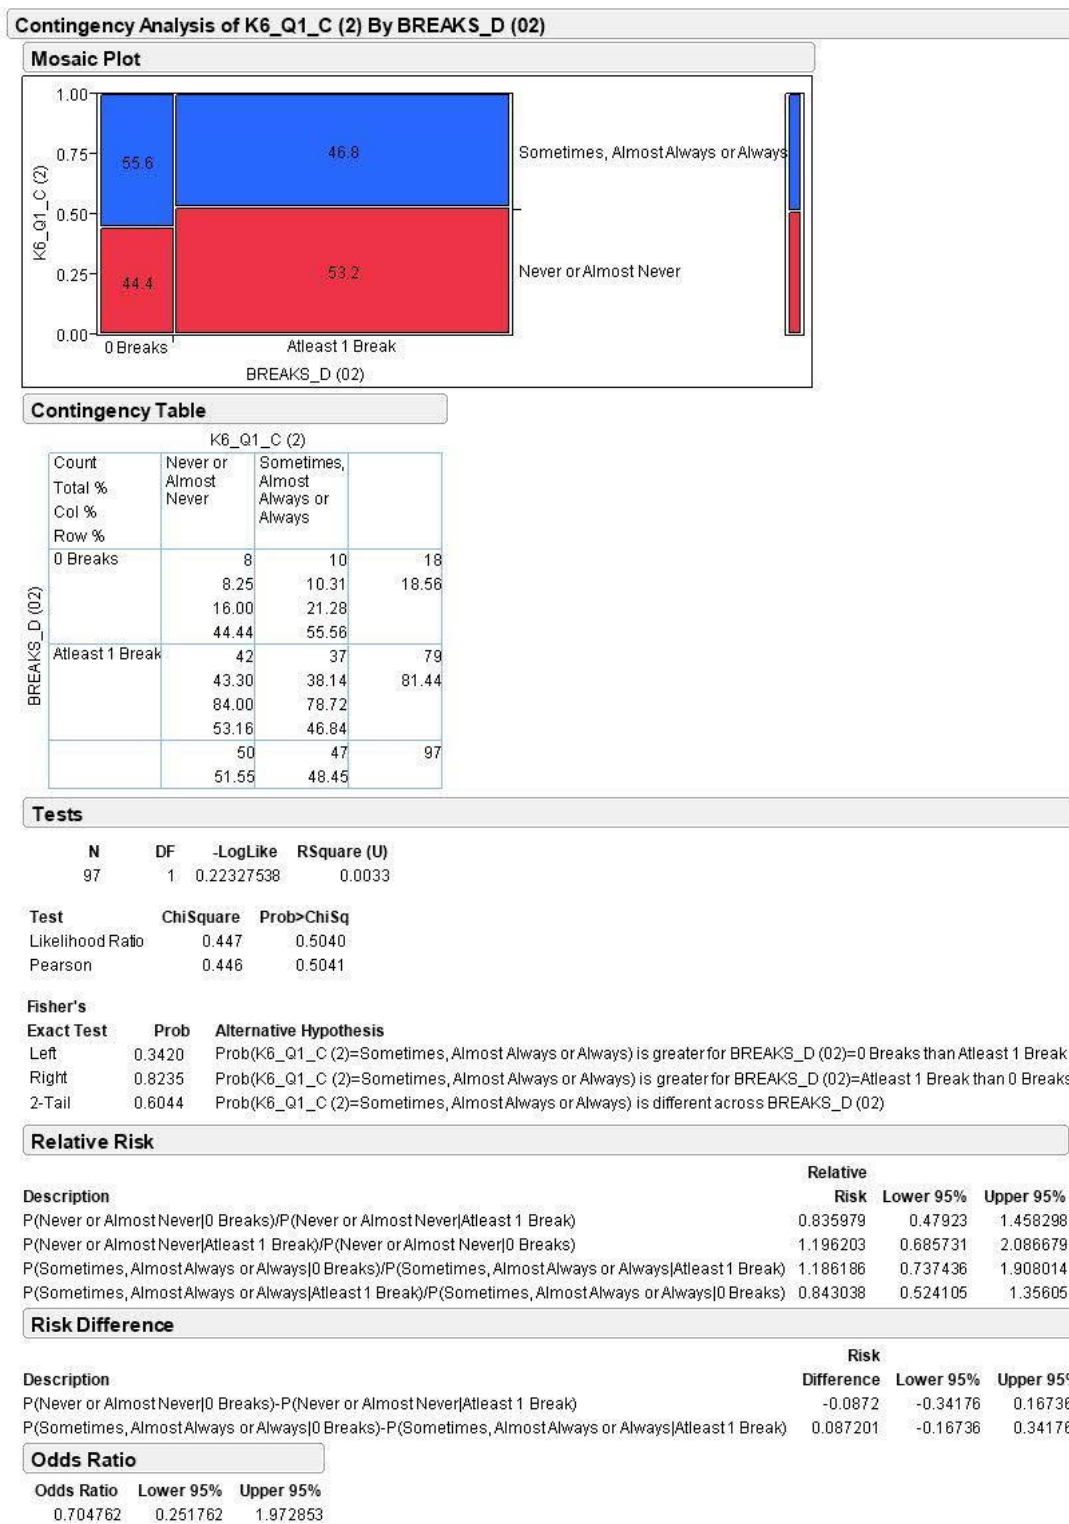 Contingency Analysis of K6_Q1_C (2) By BREAKS_D (02)
Mosaic Plot
1.00
0.75
0.50
0.25
0.00
K6_Q1_C (2)
55.6
46.8
44.4
53.2
Sometimes, Almost Always or Always
Never or Almost Never
0 Breaks
Atleast 1 Break
BREAKS_D (02)
Contingency Table
K6_Q1_C (2)
BREAKS_D (02)
Count
Total %
Col %
Row %
Never or
Almost
Never
Sometimes,
Almost
Always or
Always
0 Breaks 8 10 18
8.25 10.31 18.56
16.00 21.28
44.44 55.56
Atleast 1 Break 42 37 79
43.30 38.14 81.44
84.00 78.72
53.16 46.84
50 47 97
51.55 48.45
Tests
N DF -LogLike RSquare (U)
97 1 0.22327538 0.0033
Test ChiSquare Prob>ChiSq
Likelihood Ratio 0.447 0.5040
Pearson 0.446 0.5041
Fisher's
Exact Test Prob Alternative Hypothesis
Left 0.3420 Prob(K6_Q1_C (2)=Sometimes, Almost Always or Always) is greater for BREAKS_D (02)=0 Breaks than Atleast 1 Break
Right 0.8235 Prob(K6_Q1_C (2)=Sometimes, Almost Always or Always) is greater for BREAKS_D (02)=Atleast 1 Break than 0 Breaks
2-Tail 0.6044 Prob(K6_Q1_C (2)=Sometimes, Almost Always or Always) is different across BREAKS_D (02)
Relative Risk
Relative
Description Risk Lower 95% Upper 95%
P(Never or Almost Never|0 Breaks)/P(Never or Almost Never|Atleast 1 Break) 0.835979 0.47923 1.458298
P(Never or Almost Never|Atleast 1 Break)/P(Never or Almost Never|0 Breaks) 1.196203 0.685731 2.086679
P(Sometimes, Almost Always or Always|0 Breaks)/P(Sometimes, Almost Always or Always|Atleast 1 Break) 1.186186 0.737436 1.908014
P(Sometimes, Almost Always or Always|Atleast 1 Break)/P(Sometimes, Almost Always or Always|0 Breaks) 0.843038 0.524105 1.35605
Risk Difference
Risk
Description Difference Lower 95% Upper 95%
P(Never or Almost Never|0 Breaks)-P(Never or Almost Never|Atleast 1 Break) -0.0872 -0.34176 0.16736
P(Sometimes, Almost Always or Always|0 Breaks)-P(Sometimes, Almost Always or Always|Atleast 1 Break) 0.087201 -0.16736 0.34176
Odds Ratio
Odds Ratio Lower 95% Upper 95%
0.704762 0.251762 1.972853